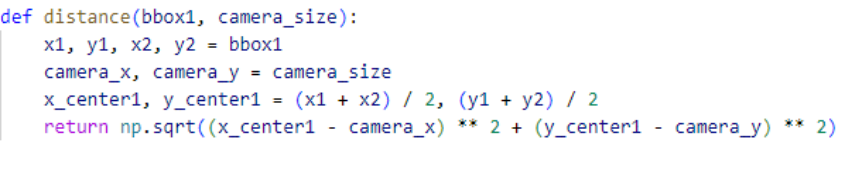 def distance(bbox1, camera_size):
    x1, y1, x2, y2 = bbox1
    camera_x, camera_y = camera_size
    x_center1, y_center1 = (x1 + x2) / 2, (y1 + y2) / 2
    return np.sqrt((x_center1 - camera_x) ** 2 + (y_center1 - camera_y) ** 2)